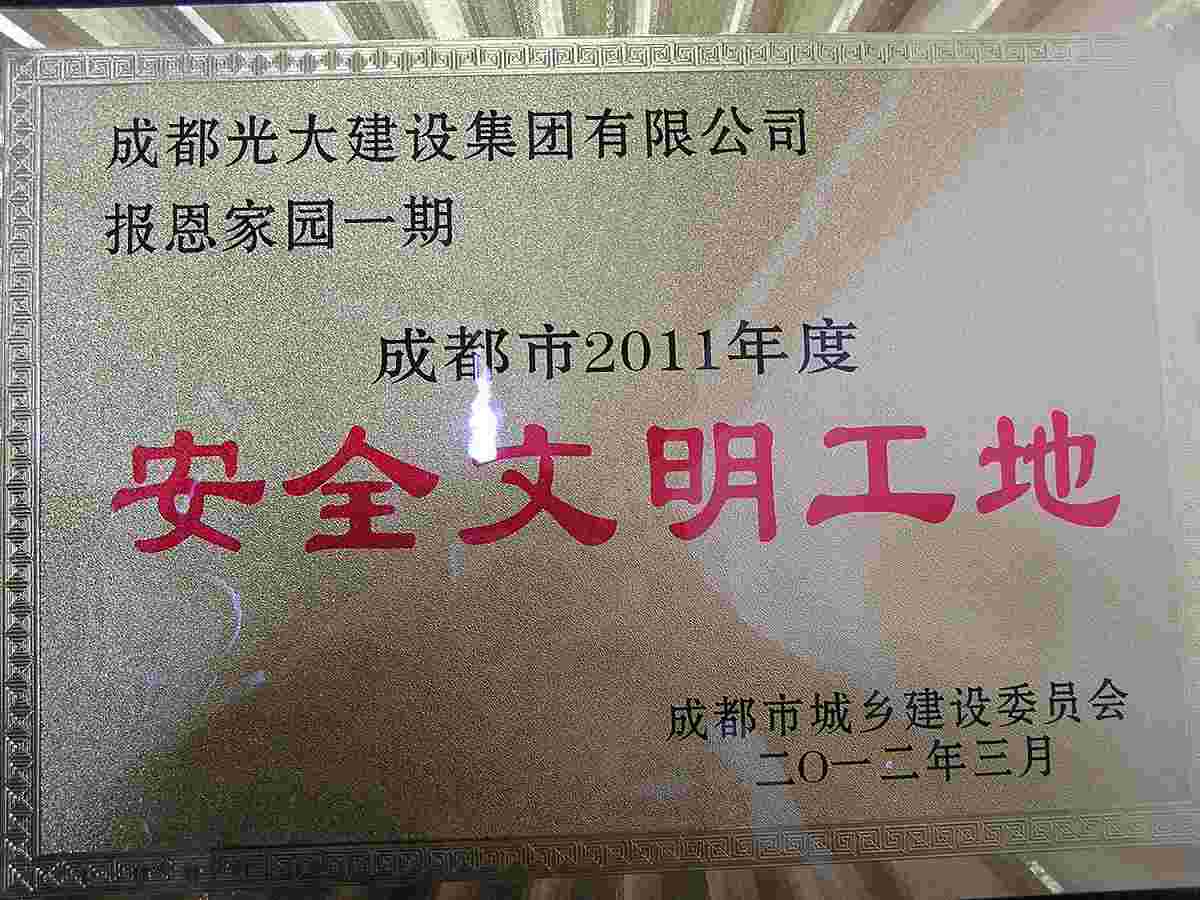 成都光大建设集团有限公司
报恩家园一期
成都市2011年度
安全文明工地
成都市城乡建设委员会
二〇一二年三月